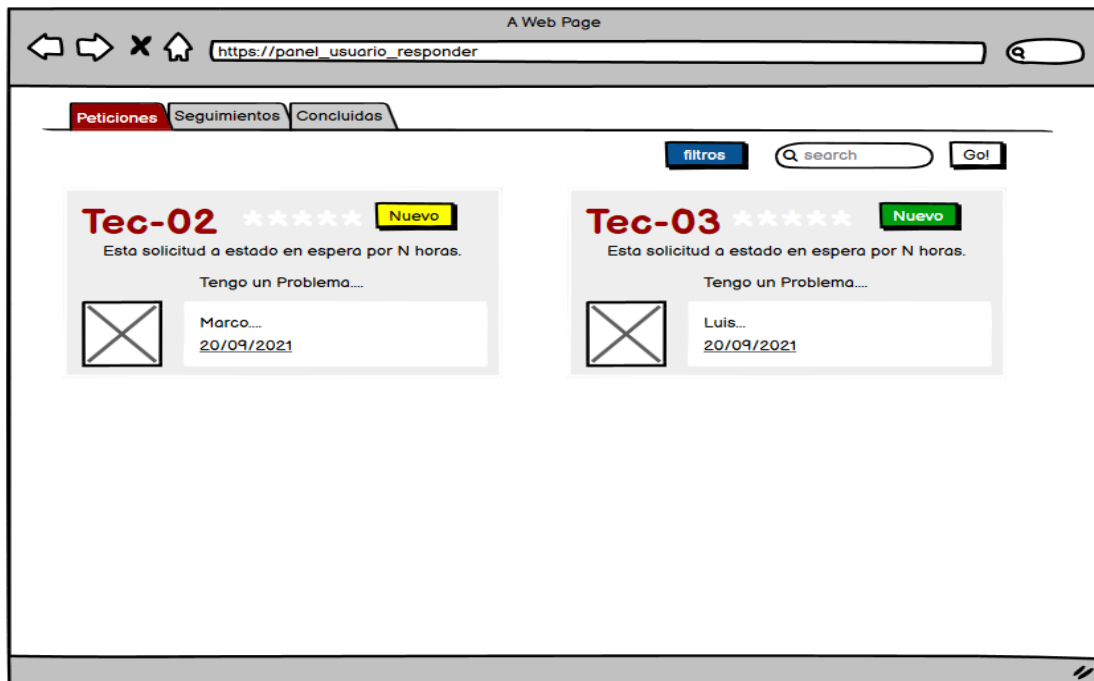 A Web Page
https://panel_usuario_responder
Peticiones Seguimientos Concluidas
filtros search Go!
Tec-02 Nuevo
Esta solicitud a estado en espera por N horas.
Tengo un Problema....
Marco....
20/09/2021
Tec-03 Nuevo
Esta solicitud a estado en espera por N horas.
Tengo un Problema....
Luis...
20/09/2021